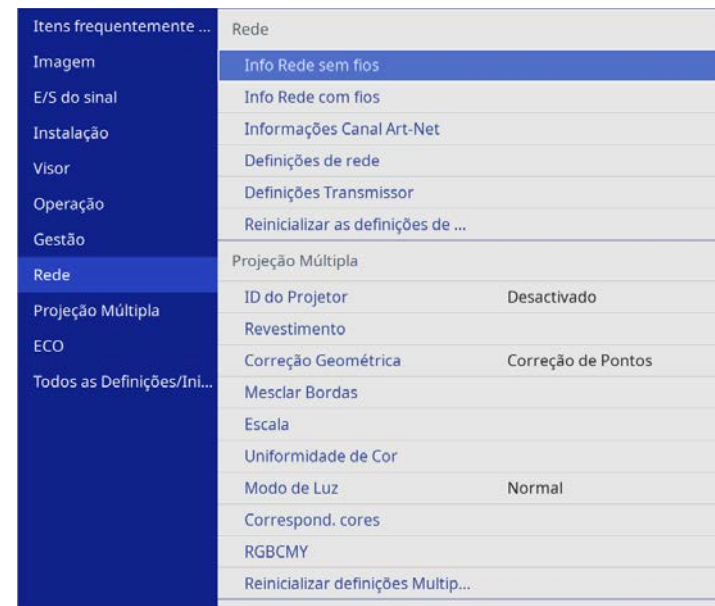 Itens frequentemente ...
Imagem
E/S do sinal
Instalação
Visor
Operação
Gestão
Rede
Projeção Múltipla
ECO
Todos as Definições/Ini...
Rede
Info Rede sem fios
Info Rede com fios
Informações Canal Art-Net
Definições de rede
Definições Transmissor
Reinicializar as definições de ...
Projeção Múltipla
ID do Projetor Desactivado
Revestimento
Correção Geométrica Correção de Pontos
Mesclar Bordas
Escala
Uniformidade de Cor
Modo de Luz Normal
Correspond. cores
RGBCMY
Reinicializar definições Multip...